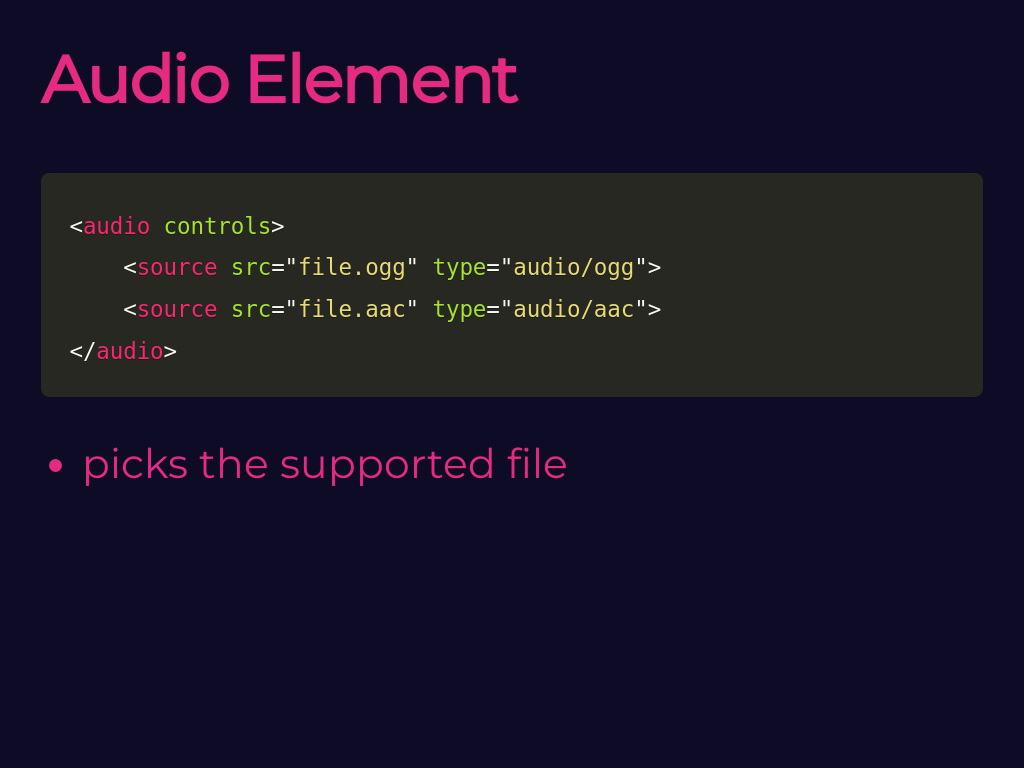 Audio Element
<audio controls>
    <source src="file.ogg" type="audio/ogg">
    <source src="file.aac" type="audio/aac">
</audio>
• picks the supported file